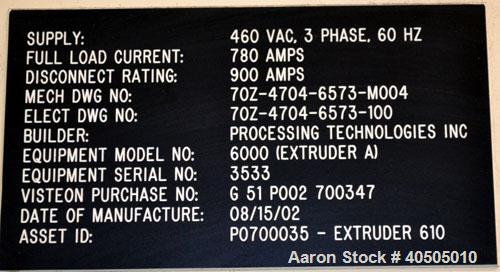 SUPPLY: 460 VAC, 3 PHASE, 60 HZ
FULL LOAD CURRENT: 780 AMPS
DISCONNECT RATING: 900 AMPS
MECH DWG NO: 70Z-4704-6573-M004
ELECT DWG NO: 70Z-4704-6573-100
BUILDER: PROCESSING TECHNOLOGIES INC
EQUIPMENT MODEL NO: 6000 (EXTRUDER A)
EQUIPMENT SERIAL NO: 3533
VISTEON PURCHASE NO: G 51 P002 700347
DATE OF MANUFACTURE: 08/15/02
ASSET ID: P0700035 - EXTRUDER 610
Aaron Stock # 40505010